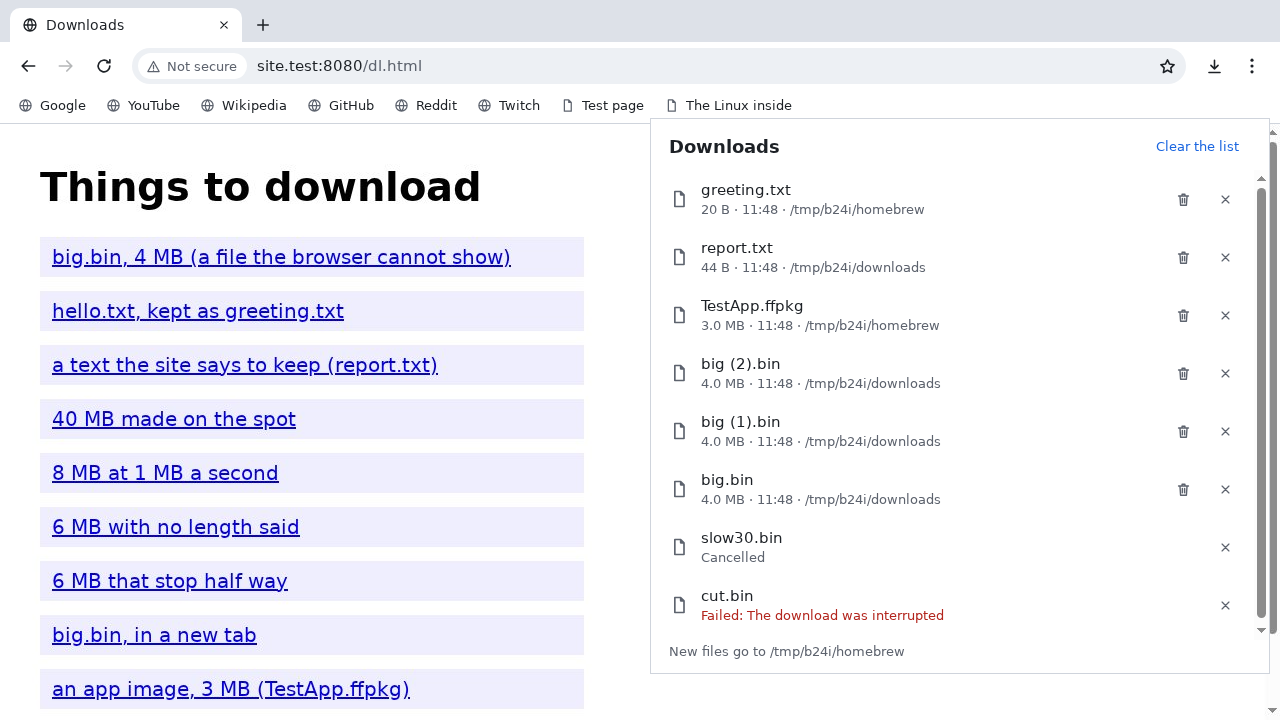 Downloads
Not secure
site.test:8080/dl.html
Google
YouTube
Wikipedia
GitHub
Reddit
Twitch
Test page
The Linux inside
Things to download
big.bin, 4 MB (a file the browser cannot show)
hello.txt, kept as greeting.txt
a text the site says to keep (report.txt)
40 MB made on the spot
8 MB at 1 MB a second
6 MB with no length said
6 MB that stop half way
big.bin, in a new tab
an app image, 3 MB (TestApp.ffpkg)
Downloads
Clear the list
greeting.txt
20 B · 11:48 · /tmp/b24i/homebrew
report.txt
44 B · 11:48 · /tmp/b24i/downloads
TestApp.ffpkg
3.0 MB · 11:48 · /tmp/b24i/homebrew
big (2).bin
4.0 MB · 11:48 · /tmp/b24i/downloads
big (1).bin
4.0 MB · 11:48 · /tmp/b24i/downloads
big.bin
4.0 MB · 11:48 · /tmp/b24i/downloads
slow30.bin
Cancelled
cut.bin
Failed: The download was interrupted
New files go to /tmp/b24i/homebrew